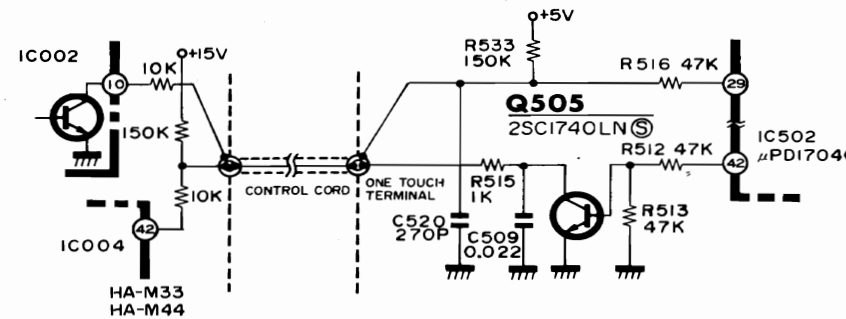 +5V
+15V
R533
150K
IC002
10K
R516 47K
10
29
Q505
2SC1740LN Ⓢ
150K
IC502
µPD1704
R512 47K
42
CONTROL CORD
ONE TOUCH
TERMINAL
R515
1K
10K
C520
270P
C509
0.022
R513
47K
42
IC004
HA-M33
HA-M44